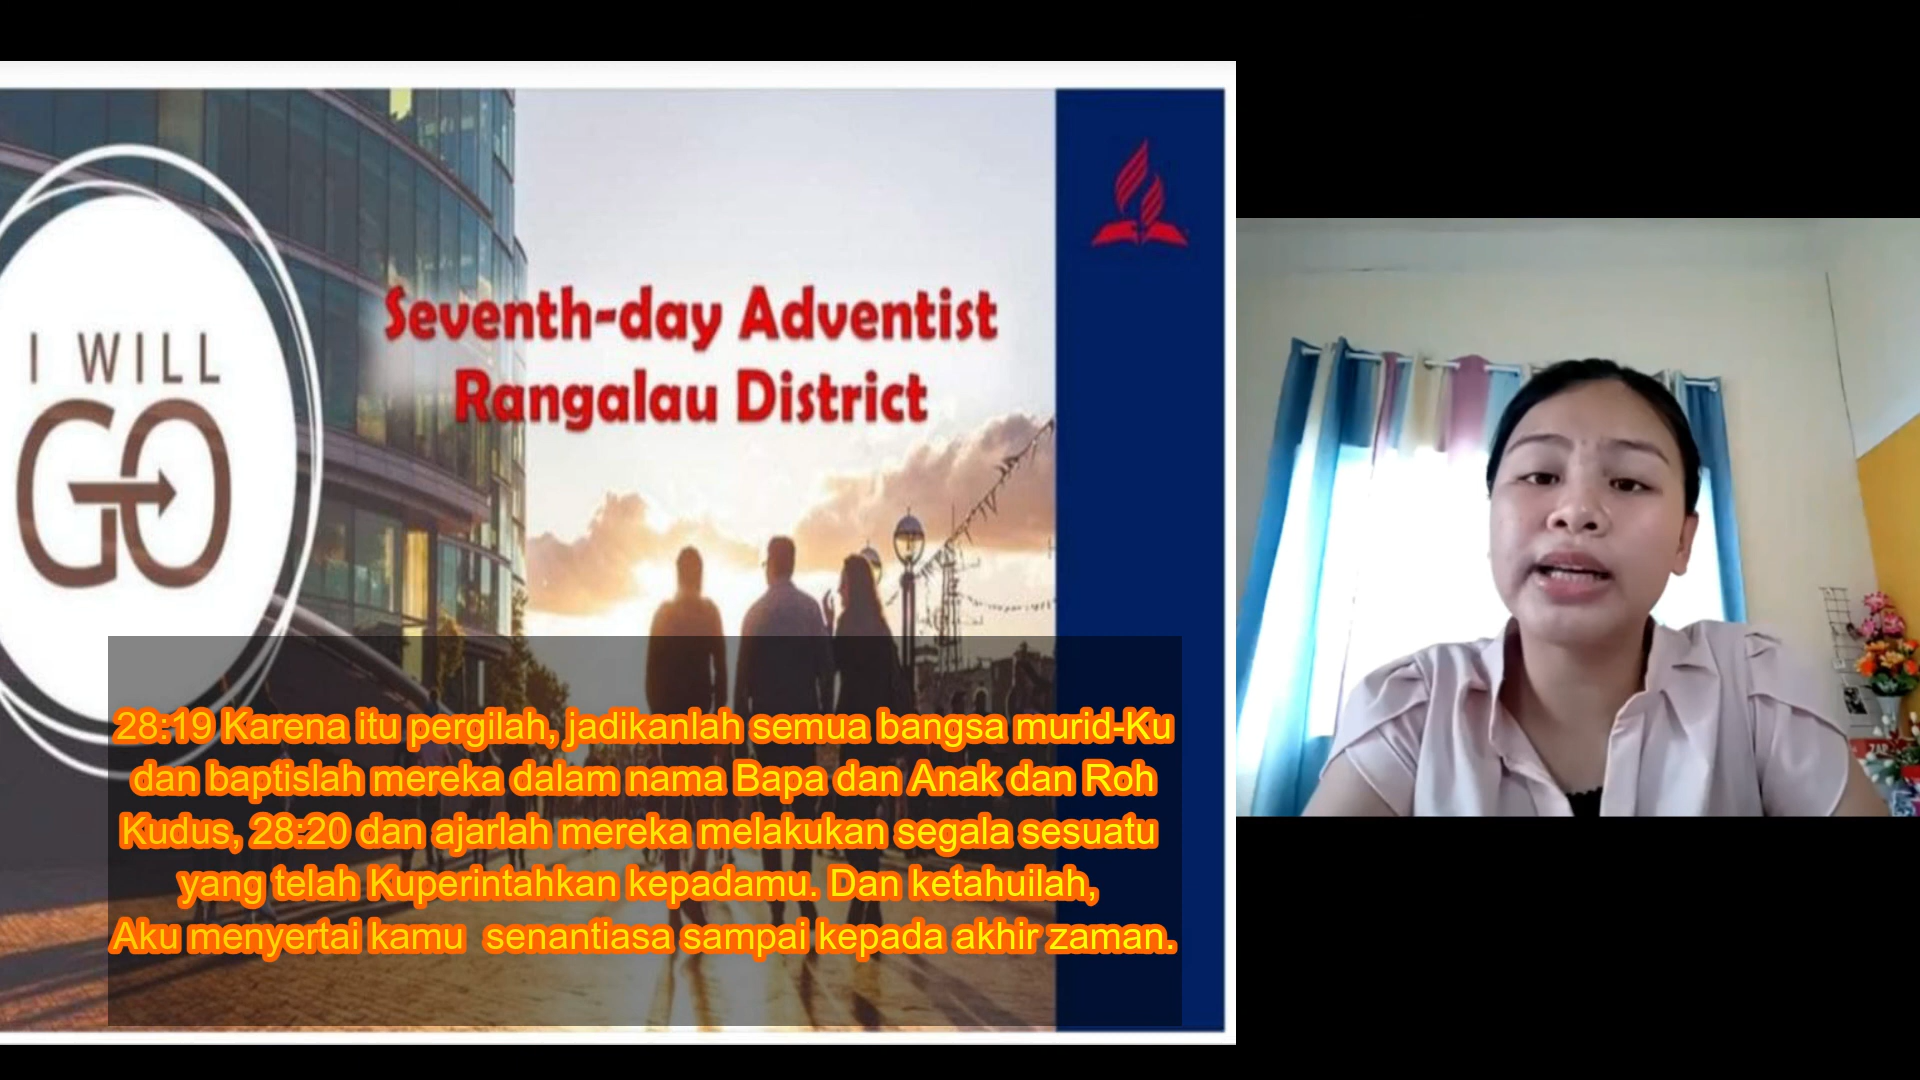 I WILL
GO
Seventh-day Adventist
Rangalau District
28:19 Karena itu pergilah, jadikanlah semua bangsa murid-Ku
dan baptislah mereka dalam nama Bapa dan Anak dan Roh
Kudus, 28:20 dan ajarlah mereka melakukan segala sesuatu
yang telah Kuperintahkan kepadamu. Dan ketahuilah,
Aku menyertai kamu  senantiasa sampai kepada akhir zaman.